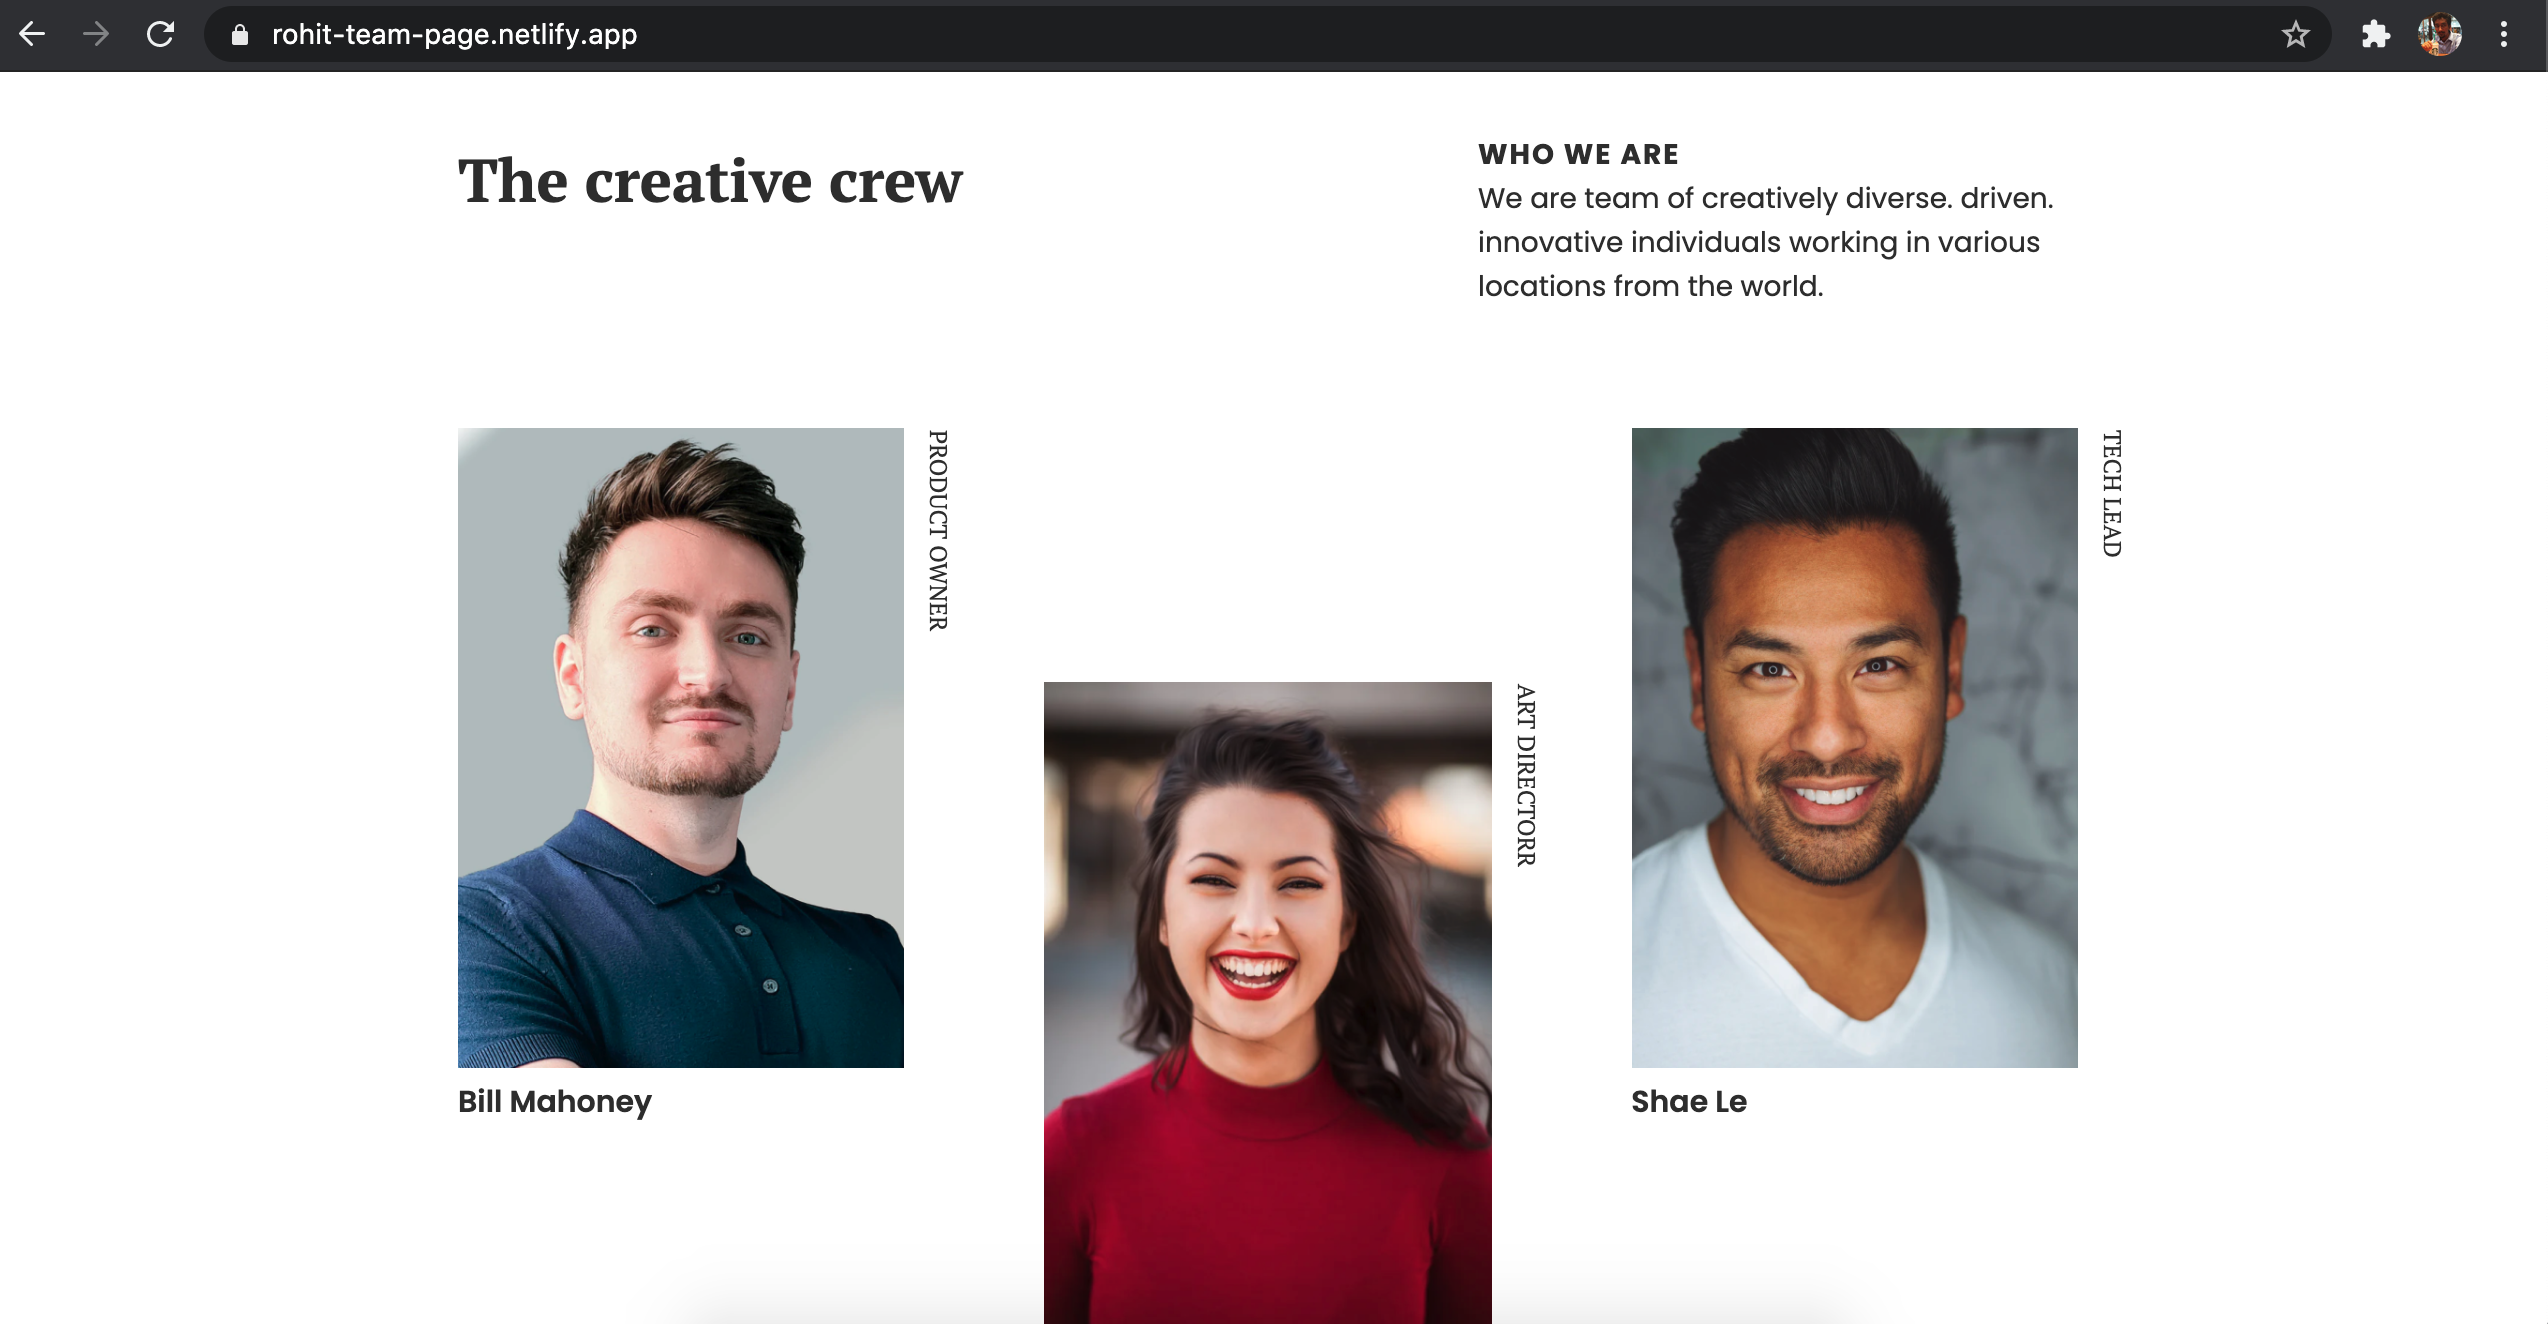 rohit-team-page.netlify.app
The creative crew
WHO WE ARE
We are team of creatively diverse. driven.
innovative individuals working in various
locations from the world.
PRODUCT OWNER
Bill Mahoney
ART DIRECTORR
TECH LEAD
Shae Le